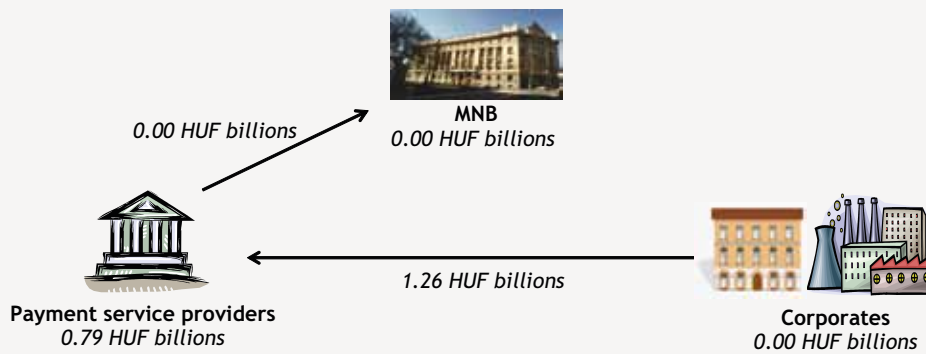 MNB
0.00 HUF billions
0.00 HUF billions
1.26 HUF billions
Payment service providers
0.79 HUF billions
Corporates
0.00 HUF billions